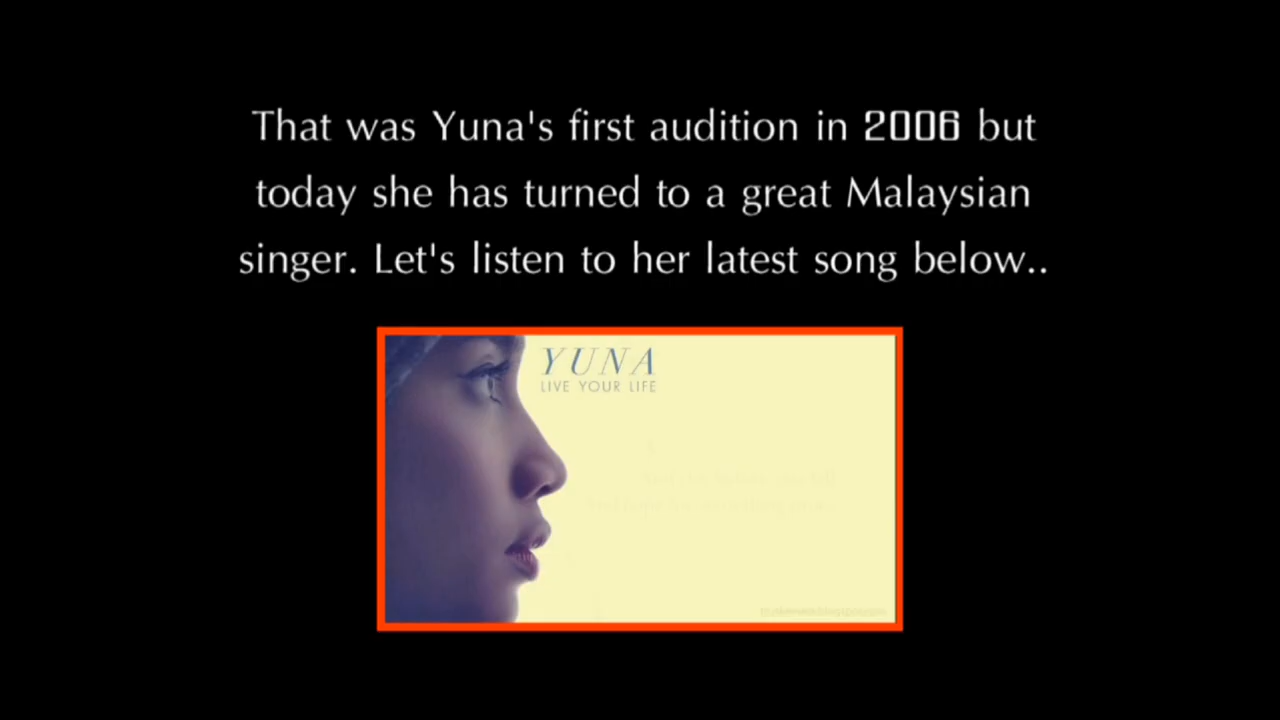 That was Yuna's first audition in 2006 but
today she has turned to a great Malaysian
singer. Let's listen to her latest song below..
YUNA
LIVE YOUR LIFE